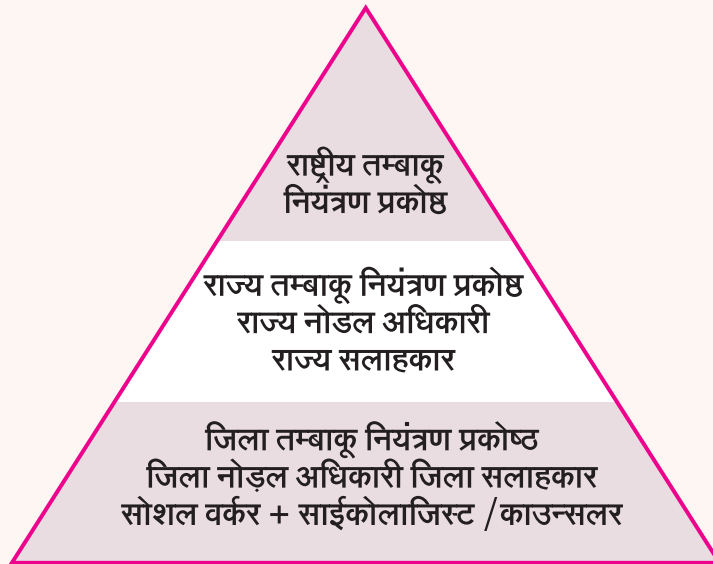 राष्ट्रीय तम्बाकू
नियंत्रण प्रकोष्ठ
राज्य तम्बाकू नियंत्रण प्रकोष्ठ
राज्य नोडल अधिकारी
राज्य सलाहकार
जिला तम्बाकू नियंत्रण प्रकोष्ठ
जिला नोड़ल अधिकारी जिला सलाहकार
सोशल वर्कर + साईकोलाजिस्ट /काउन्सलर